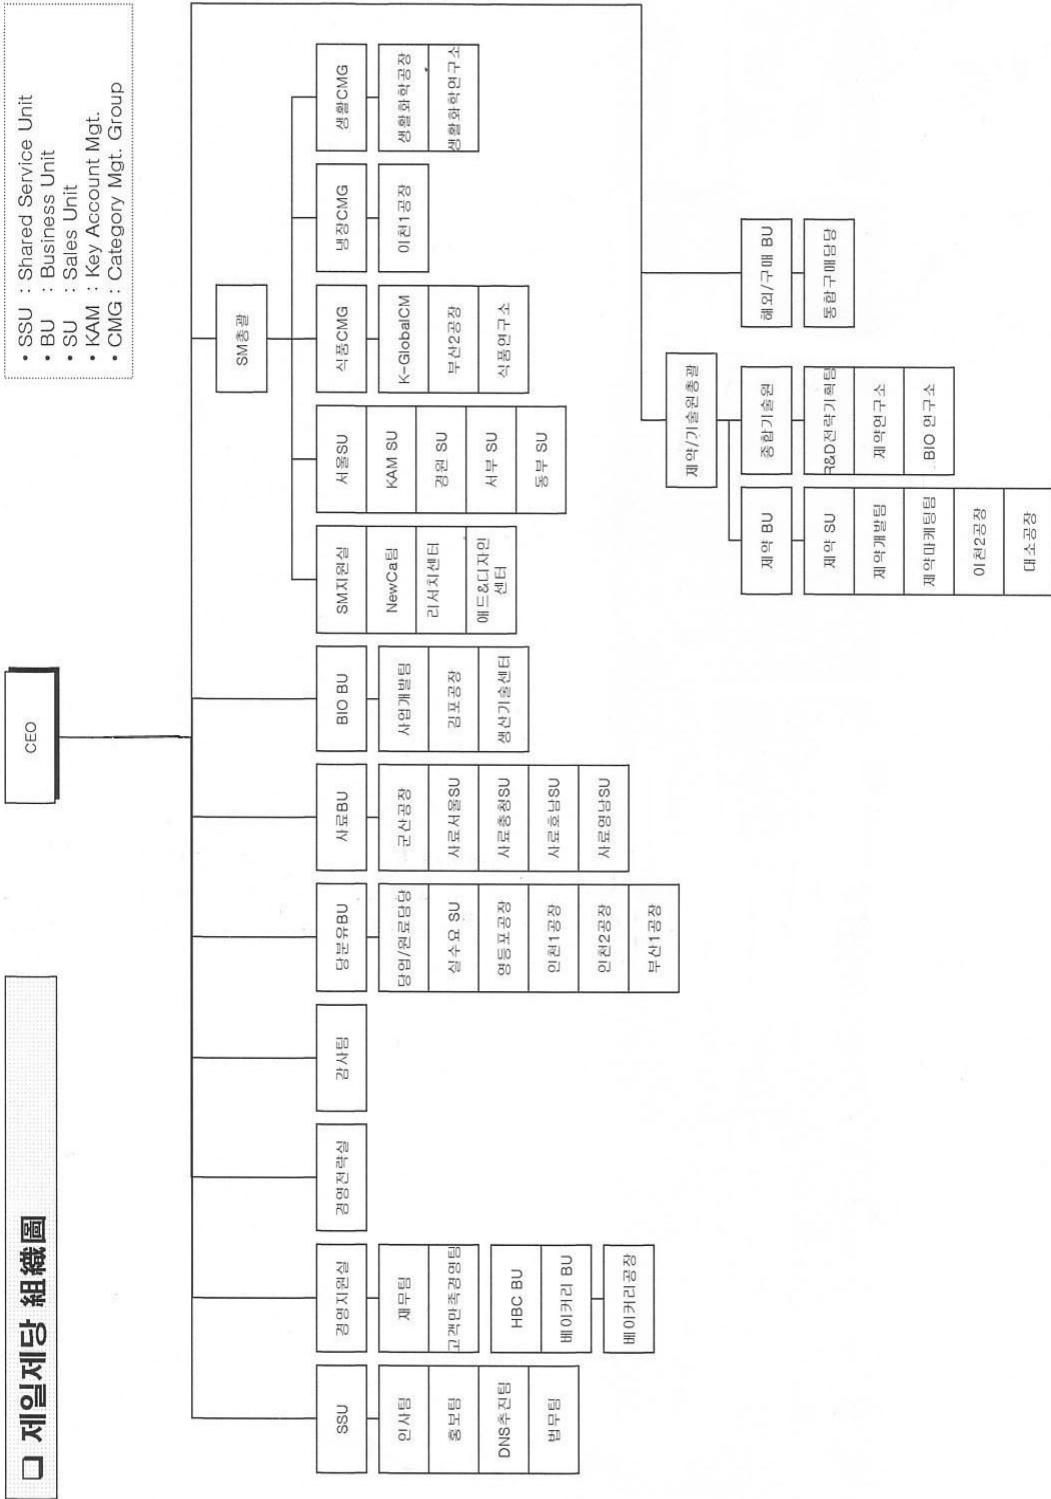 ❑ 제일제당 組織圖
• SSU : Shared Service Unit
• BU : Business Unit
• SU : Sales Unit
• KAM : Key Account Mgt.
• CMG : Category Mgt. Group
CEO
SM총괄
SSU
인사팀
홍보팀
DNS추진팀
법무팀
경영지원실
재무팀
고객만족경영팀
HBC BU
베이커리 BU
베이커리공장
경영전략실
감사팀
당분유BU
당업/원료담당
실수요 SU
영등포공장
인천1공장
인천2공장
부산1공장
사료BU
군산공장
사료서울SU
사료충청SU
사료호남SU
사료영남SU
BIO BU
사업개발팀
김포공장
생산기술센터
SM지원실
NewCa팀
리서치센터
애드&디자인
센터
서울SU
KAM SU
경원 SU
서부 SU
동부 SU
식품CMG
K-GlobalCM
부산2공장
식품연구소
냉장CMG
이천1공장
생활CMG
생활화학공장
생활화학연구소
제약/기술원총괄
제약 BU
제약 SU
제약개발팀
제약마케팅팀
이천2공장
대소공장
종합기술원
R&D전략기획팀
제약연구소
BIO 연구소
해외/구매 BU
통합구매담당